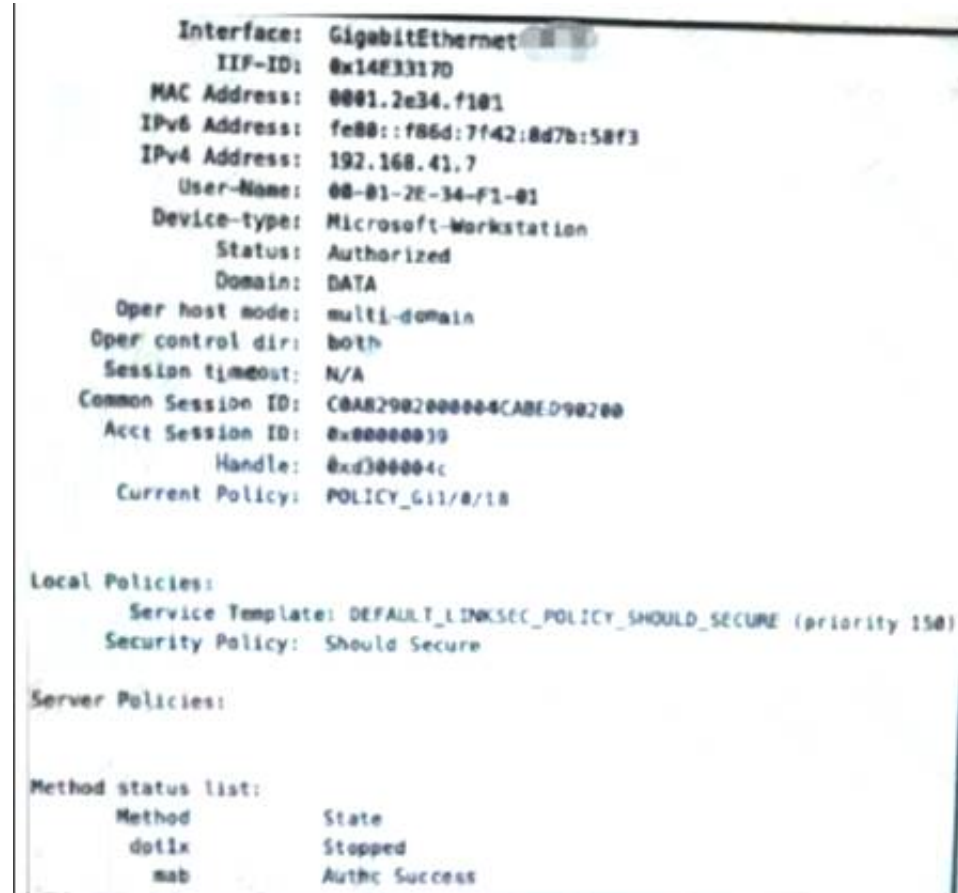 Interface: GigabitEthernet
IIF-ID: 0x14E3317D
MAC Address: 0001.2e34.f101
IPv6 Address: fe80::f86d:7f42:8d7b:58f3
IPv4 Address: 192.168.41.7
User-Name: 00-01-2E-34-F1-01
Device-type: Microsoft-Workstation
Status: Authorized
Domain: DATA
Oper host mode: multi-domain
Oper control dir: both
Session timeout: N/A
Common Session ID:
Acct Session ID: 0x00000039
Handle: 0xd300004c
Current Policy: POLICY_Gi1/0/18
Local Policies:
Service Template: DEFAULT_LINKSEC_POLICY_SHOULD_SECURE (priority 150)
Security Policy: Should Secure
Server Policies:
Method status list:
Method State
dot1x Stopped
mab Authc Success